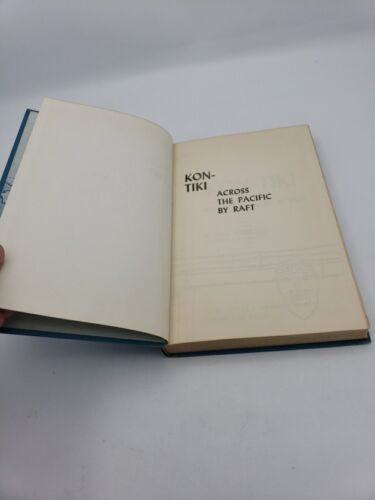 KON-
TIKI
ACROSS
THE PACIFIC
BY RAFT